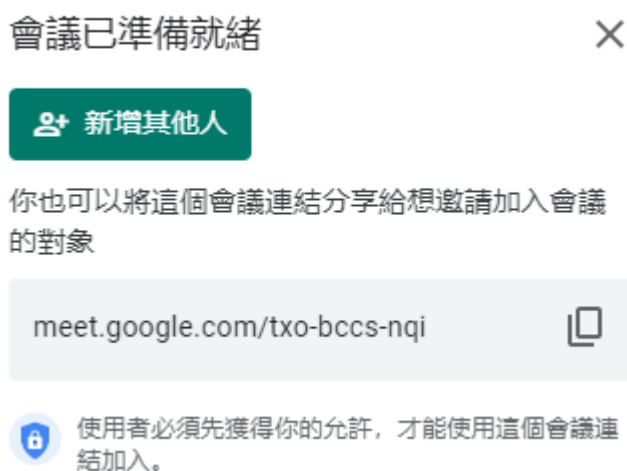 會議已準備就緒
新增其他人
你也可以將這個會議連結分享給想邀請加入會議
的對象
meet.google.com/txo-bccs-nqi
使用者必須先獲得你的允許，才能使用這個會議連
結加入。